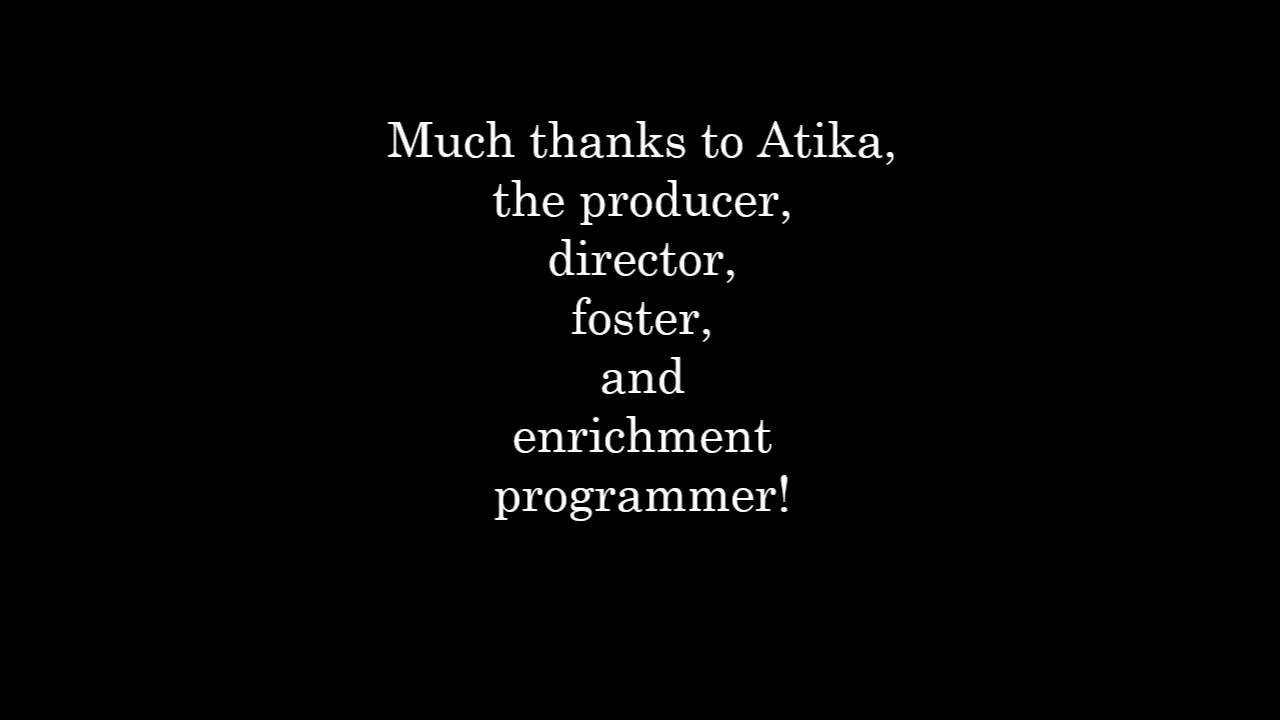 Much thanks to Atika,
the producer,
director,
foster,
and
enrichment
programmer!